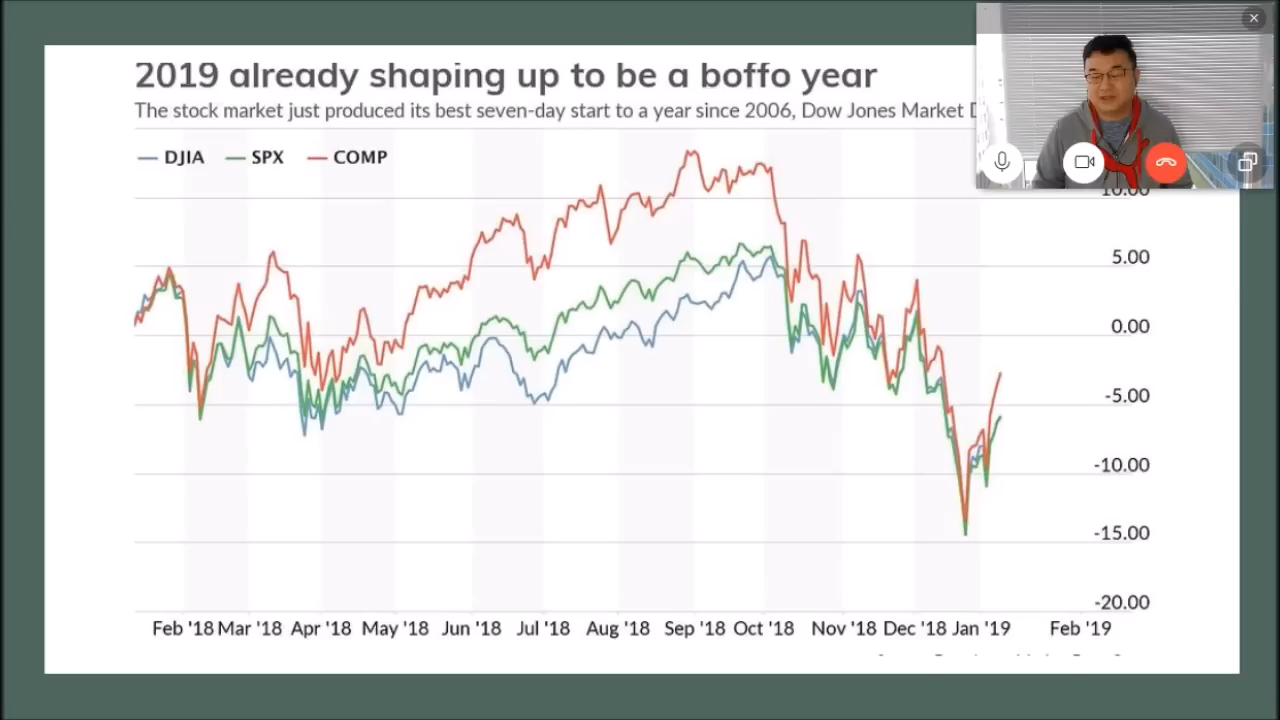 2019 already shaping up to be a boffo year
The stock market just produced its best seven-day start to a year since 2006, Dow Jones Market
DJIA SPX COMP
10.00
5.00
0.00
-5.00
-10.00
-15.00
-20.00
Feb '18 Mar '18 Apr '18 May '18 Jun '18 Jul '18 Aug '18 Sep '18 Oct '18 Nov '18 Dec '18 Jan '19 Feb '19